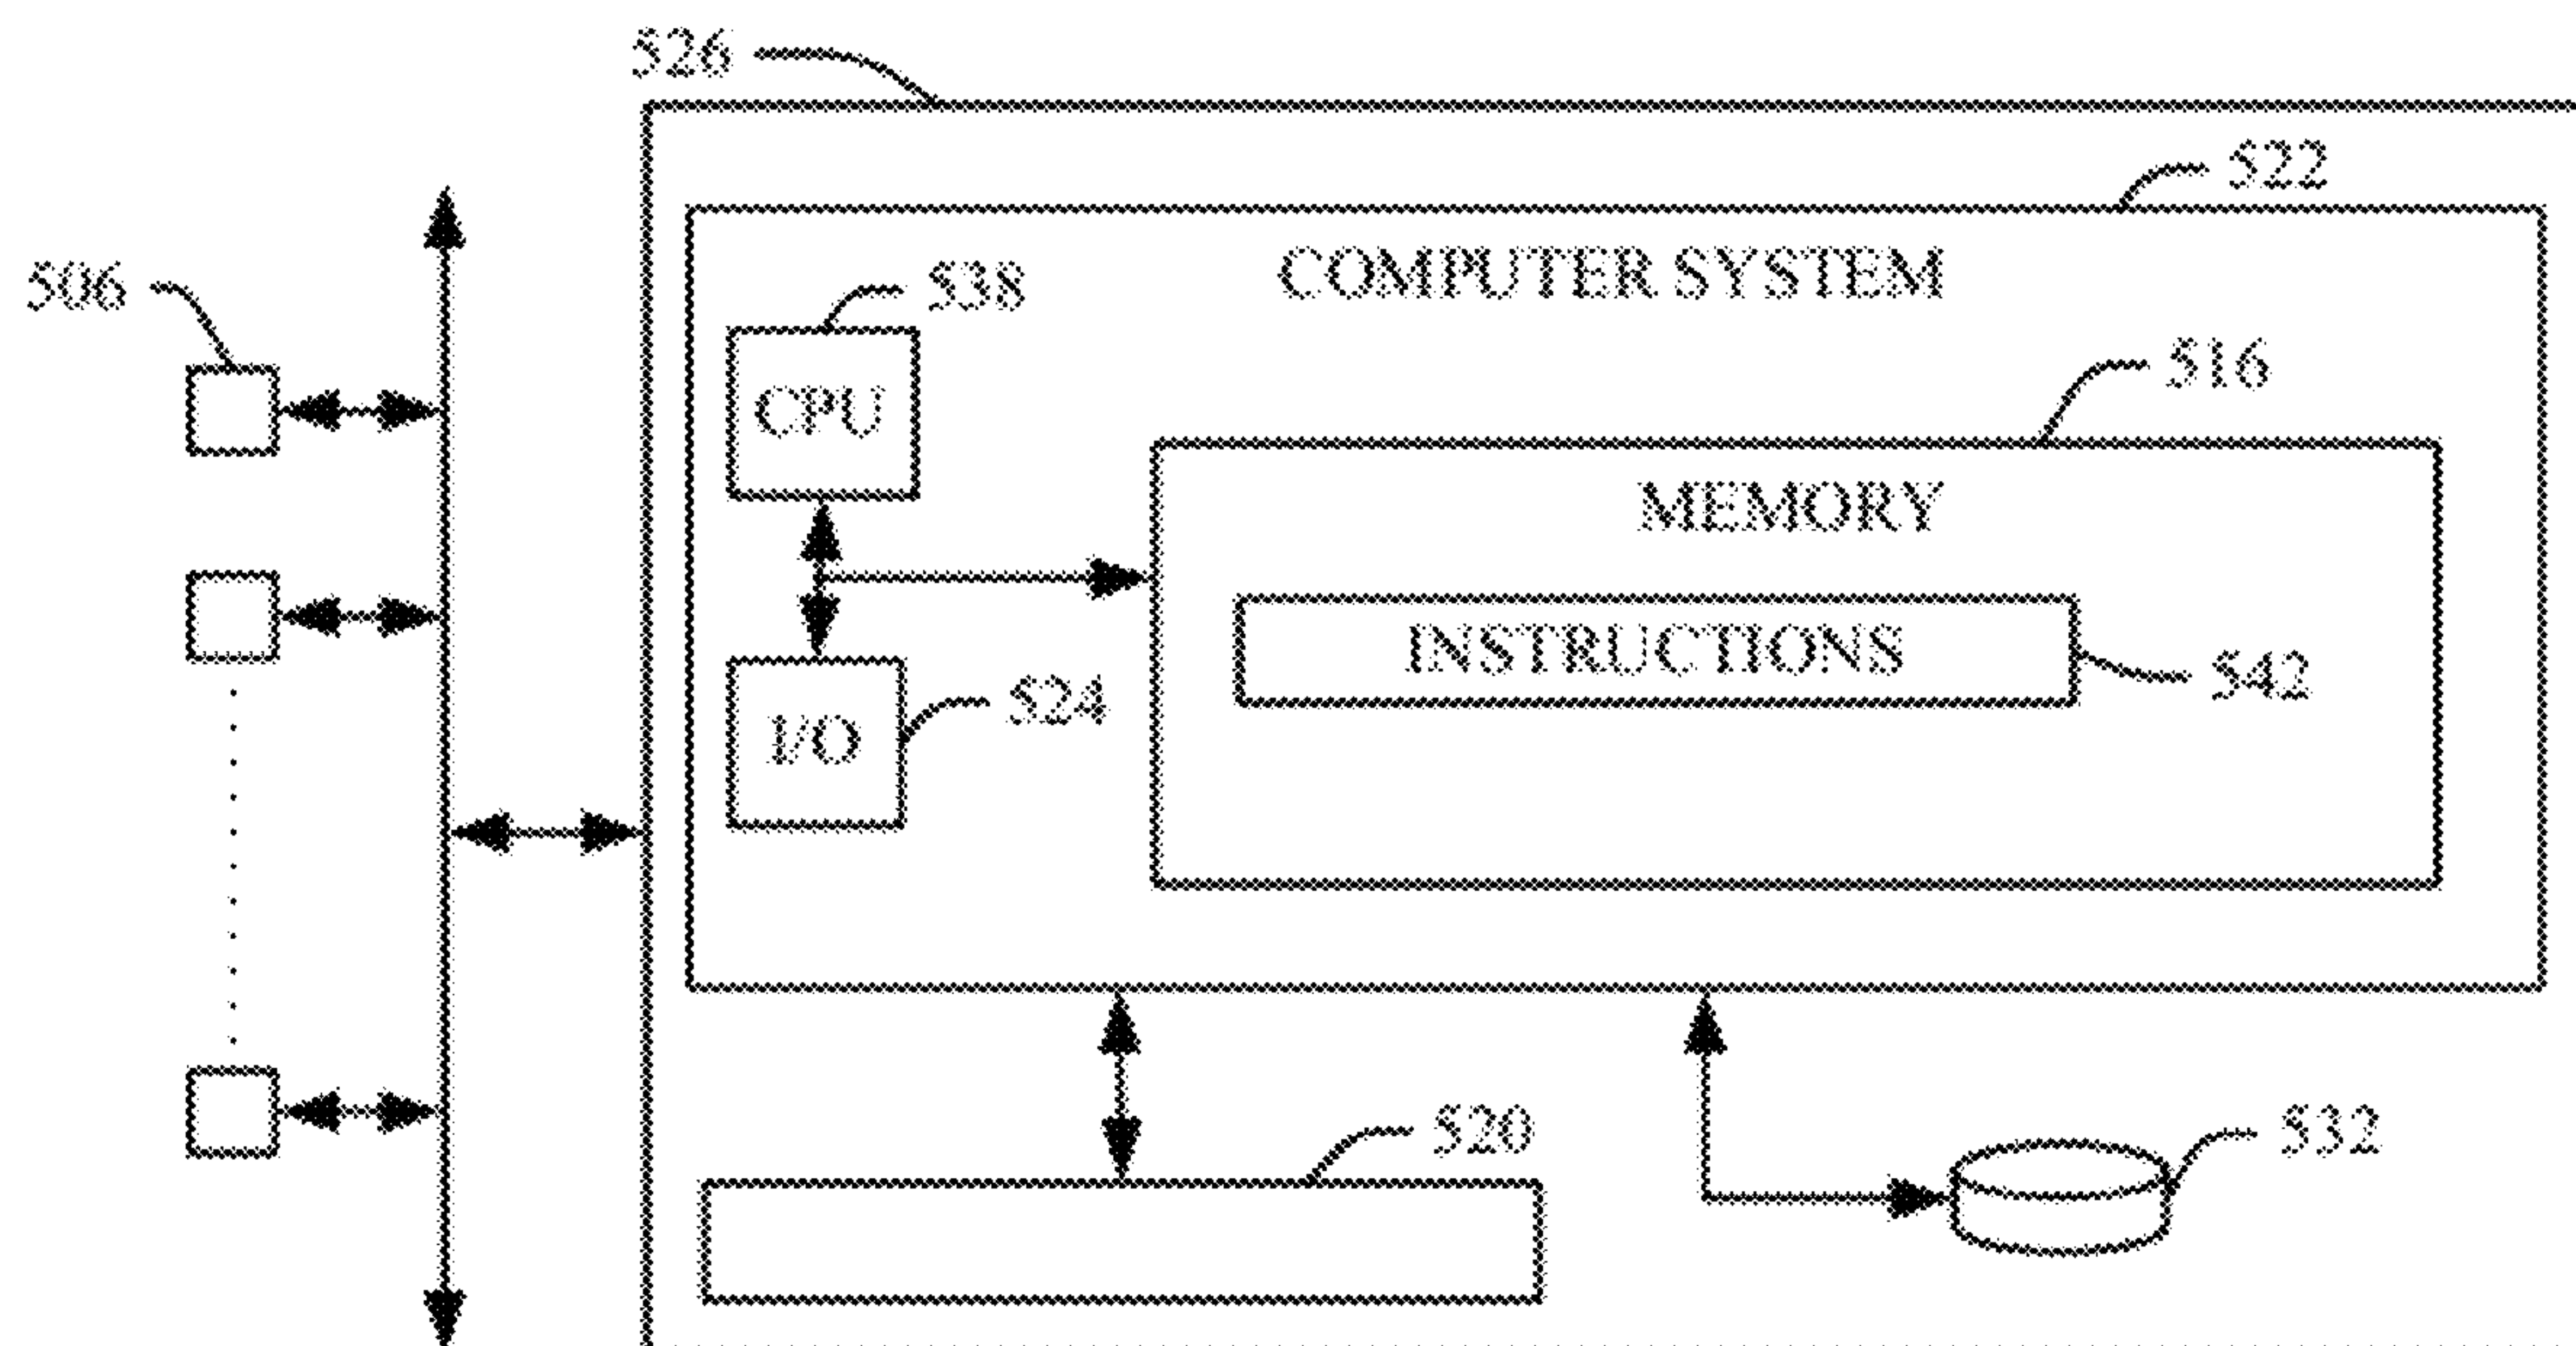 526
522
COMPUTER SYSTEM
506
538
516
CPU
MEMORY
INSTRUCTIONS
542
524
I/O
520
532